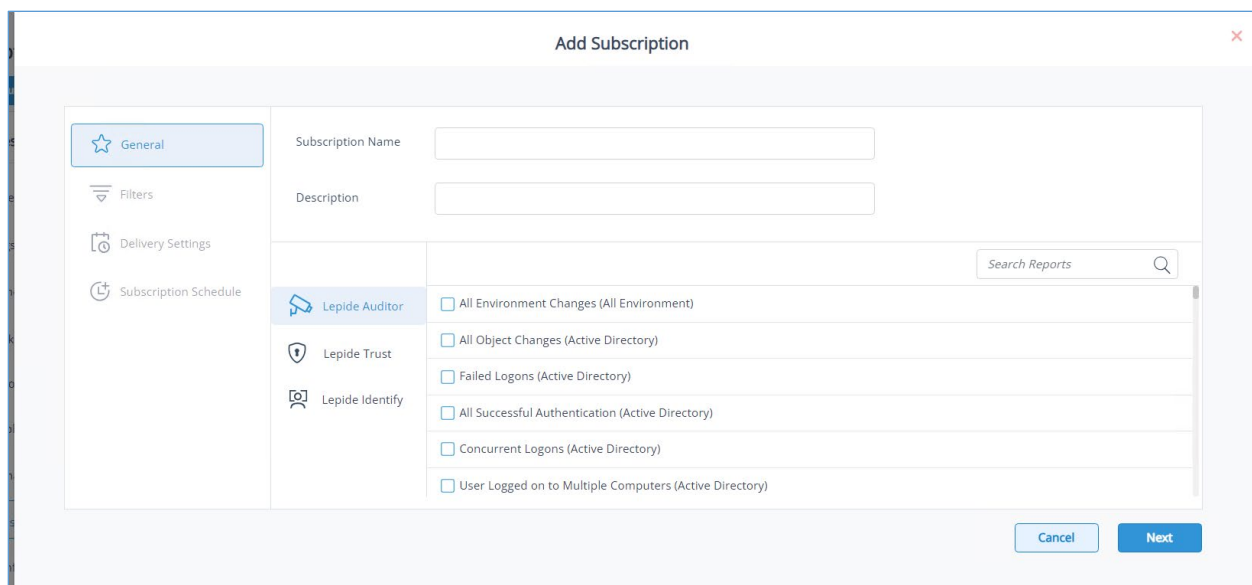 Add Subscription
General
Filters
Delivery Settings
Subscription Schedule
Subscription Name
Description
Search Reports
Lepide Auditor
Lepide Trust
Lepide Identify
All Environment Changes (All Environment)
All Object Changes (Active Directory)
Failed Logons (Active Directory)
All Successful Authentication (Active Directory)
Concurrent Logons (Active Directory)
User Logged on to Multiple Computers (Active Directory)
Cancel
Next